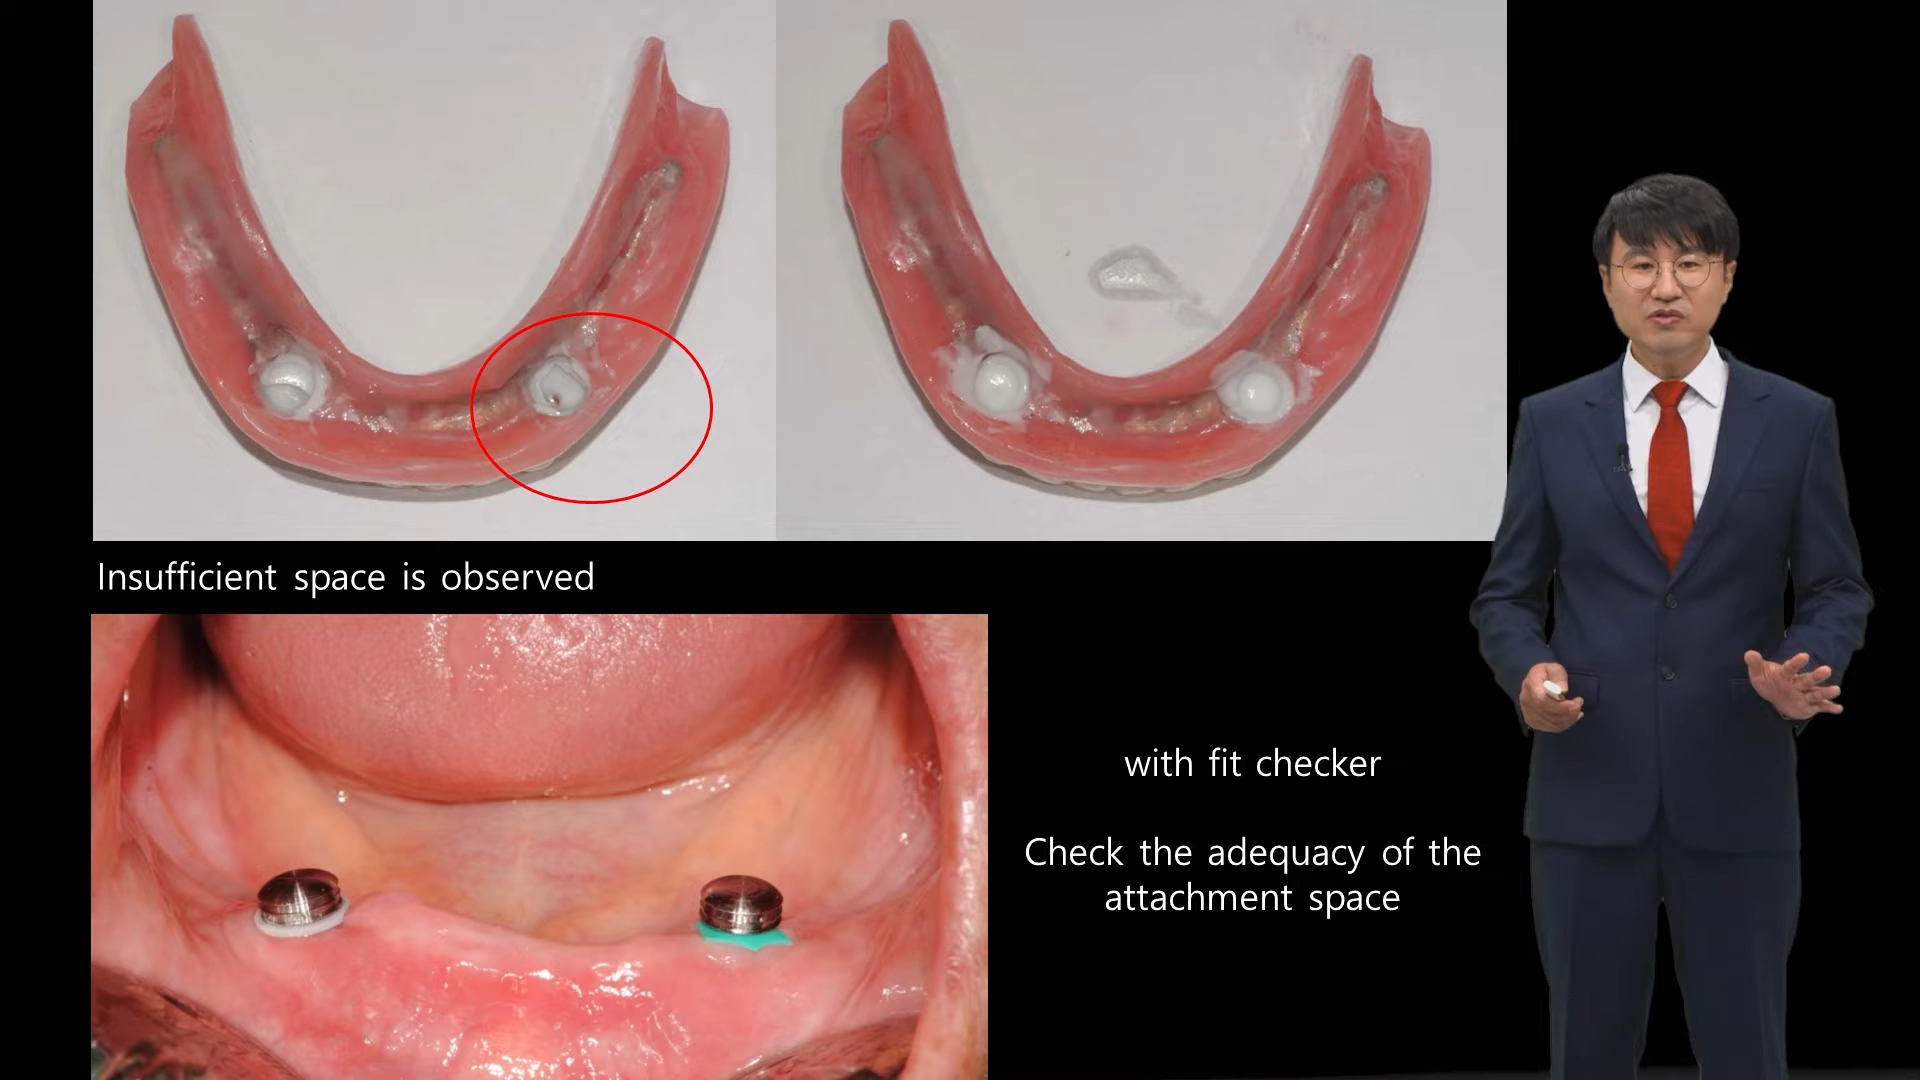 Insufficient space is observed
with fit checker
Check the adequacy of the
attachment space